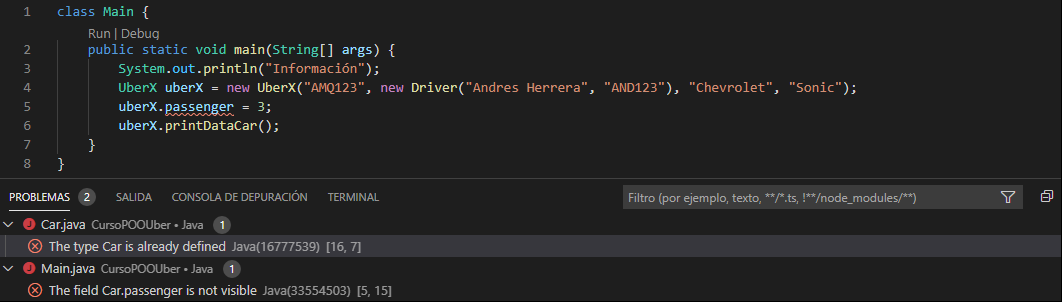 1 class Main {
Run | Debug
2 public static void main(String[] args) {
3 System.out.println("Información");
4 UberX uberX = new UberX("AMQ123", new Driver("Andres Herrera", "AND123"), "Chevrolet", "Sonic");
5 uberX.passenger = 3;
6 uberX.printDataCar();
7 }
8 }
PROBLEMAS 2 SALIDA CONSOLA DE DEPURACIÓN TERMINAL Filtro (por ejemplo, texto, **/*.ts, !**/node_modules/**)
Car.java CursoPOOUber • Java 1
The type Car is already defined Java(16777539) [16, 7]
Main.java CursoPOOUber • Java 1
The field Car.passenger is not visible Java(33554503) [5, 15]